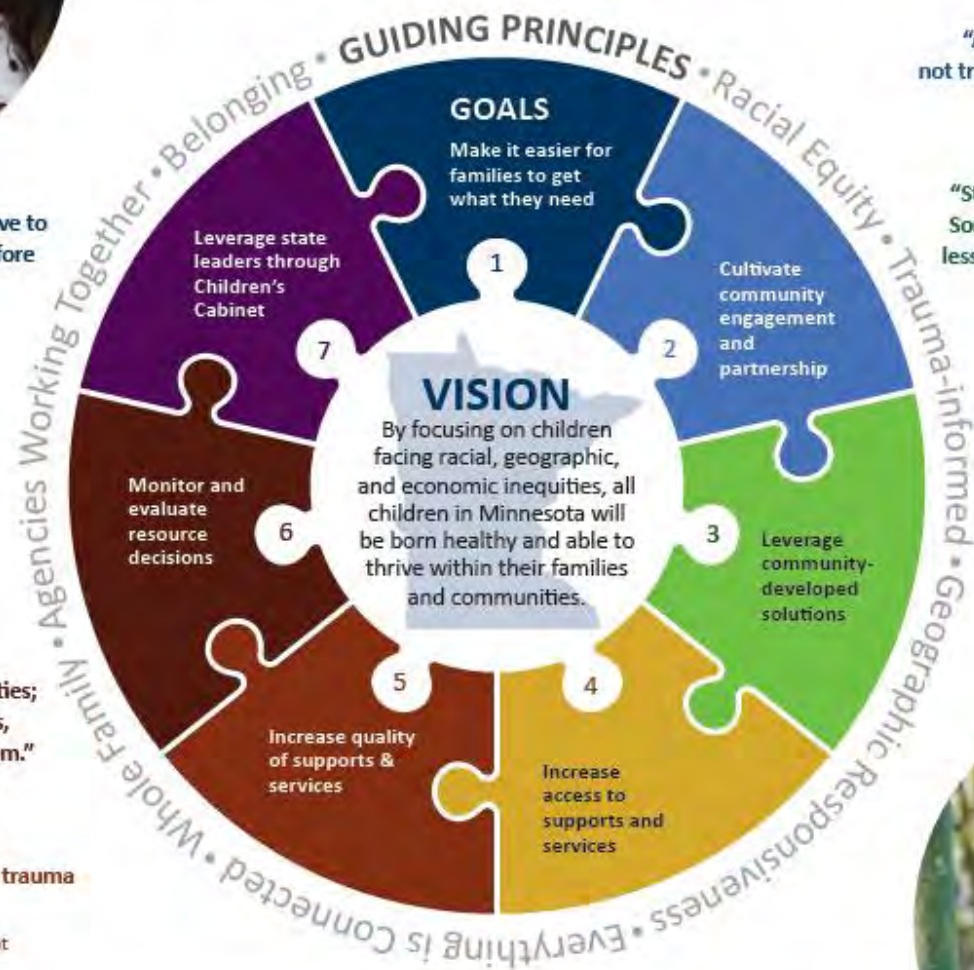 GUIDING PRINCIPLES • Racial Equity • Trauma-informed • Geographic Responsiveness • Everything is Connected • Whole Family • Agencies Working Together • Belonging •
GOALS
Make it easier for
families to get
what they need
1
Cultivate
community
engagement
and
partnership
2
Leverage
community-
developed
solutions
3
Increase
access to
supports and
services
4
Increase quality
of supports &
services
5
Monitor and
evaluate
resource
decisions
6
Leverage state
leaders through
Children's
Cabinet
7
VISION
By focusing on children
facing racial, geographic,
and economic inequities, all
children in Minnesota will
be born healthy and able to
thrive within their families
and communities.
not
less
trauma